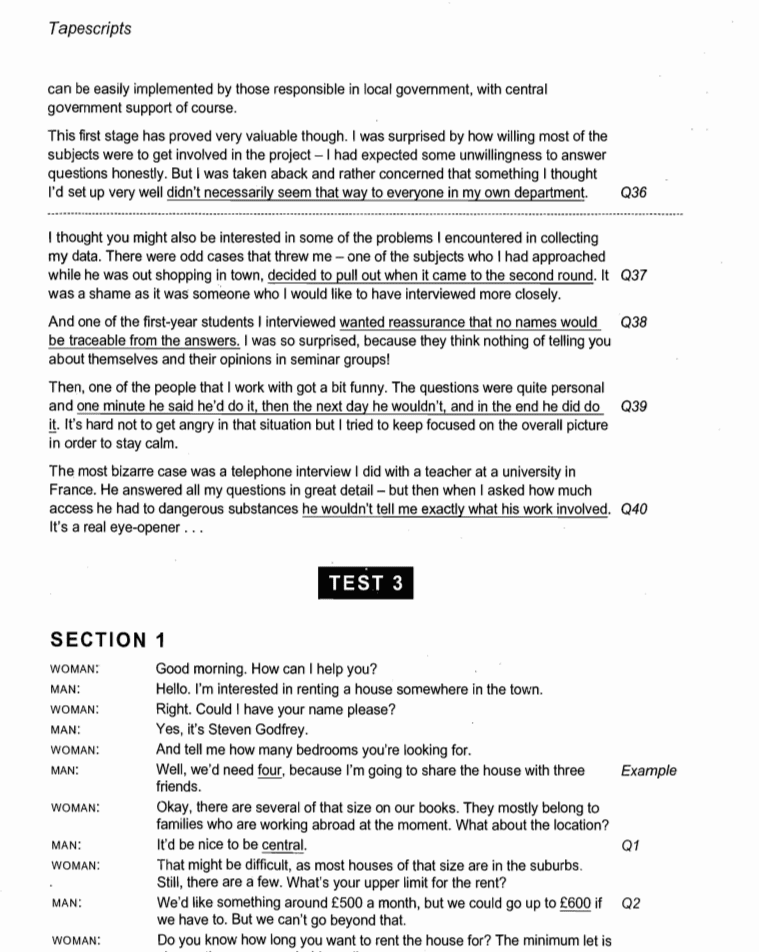 Tapescripts
can be easily implemented by those responsible in local government, with central
government support of course.
This first stage has proved very valuable though. I was surprised by how willing most of the
subjects were to get involved in the project – I had expected some unwillingness to answer
questions honestly. But I was taken aback and rather concerned that something I thought
I'd set up very well didn't necessarily seem that way to everyone in my own department. Q36
I thought you might also be interested in some of the problems I encountered in collecting
my data. There were odd cases that threw me – one of the subjects who I had approached
while he was out shopping in town, decided to pull out when it came to the second round. It Q37
was a shame as it was someone who I would like to have interviewed more closely.
And one of the first-year students I interviewed wanted reassurance that no names would Q38
be traceable from the answers. I was so surprised, because they think nothing of telling you
about themselves and their opinions in seminar groups!
Then, one of the people that I work with got a bit funny. The questions were quite personal
and one minute he said he'd do it, then the next day he wouldn't, and in the end he did do Q39
it. It's hard not to get angry in that situation but I tried to keep focused on the overall picture
in order to stay calm.
The most bizarre case was a telephone interview I did with a teacher at a university in
France. He answered all my questions in great detail – but then when I asked how much
access he had to dangerous substances he wouldn't tell me exactly what his work involved. Q40
It's a real eye-opener . . .
TEST 3
SECTION 1
WOMAN: Good morning. How can I help you?
MAN: Hello. I'm interested in renting a house somewhere in the town.
WOMAN: Right. Could I have your name please?
MAN: Yes, it's Steven Godfrey.
WOMAN: And tell me how many bedrooms you're looking for.
MAN: Well, we'd need four, because I'm going to share the house with three Example
friends.
WOMAN: Okay, there are several of that size on our books. They mostly belong to
families who are working abroad at the moment. What about the location?
MAN: It'd be nice to be central. Q1
WOMAN: That might be difficult, as most houses of that size are in the suburbs.
Still, there are a few. What's your upper limit for the rent?
MAN: We'd like something around £500 a month, but we could go up to £600 if Q2
we have to. But we can't go beyond that.
WOMAN: Do you know how long you want to rent the house for? The minimum let is